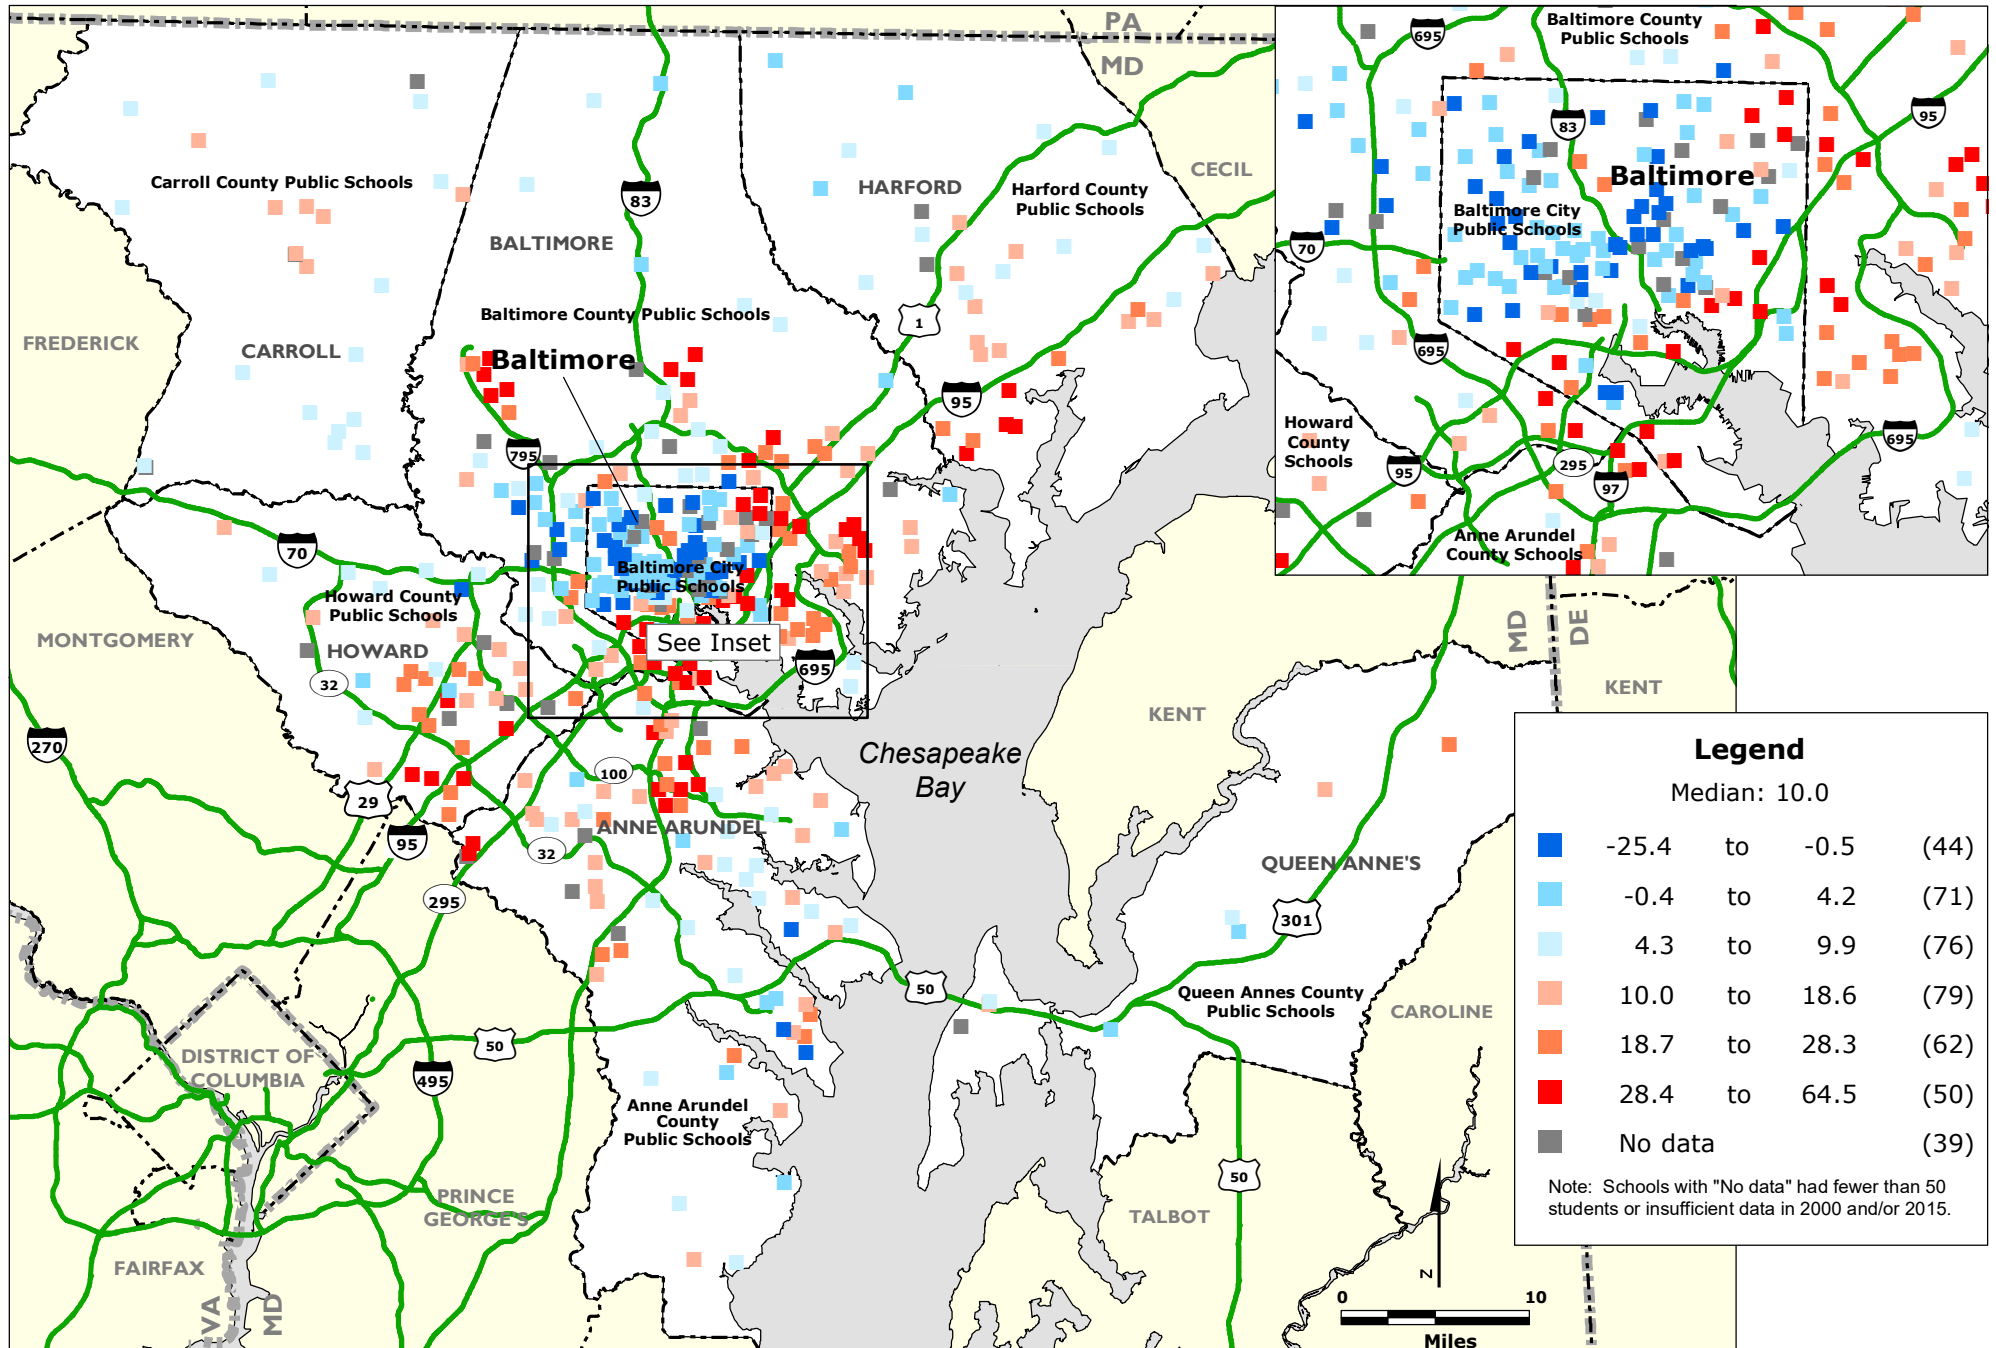 PA
MD
Carroll County Public Schools
HARFORD
Harford County
Public Schools
CECIL
83
BALTIMORE
Baltimore County Public Schools
1
FREDERICK
CARROLL
Baltimore
95
795
70
Baltimore City
Public Schools
Howard County
Public Schools
MONTGOMERY
HOWARD
See Inset
695
32
270
KENT
Chesapeake
Bay
100
29
ANNE ARUNDEL
95
32
QUEEN ANNE'S
295
301
50
Queen Annes County
Public Schools
CAROLINE
50
DISTRICT OF
COLUMBIA
495
Anne Arundel
County
Public Schools
50
PRINCE
GEORGE'S
TALBOT
FAIRFAX
VA
MD
N
0
10
Miles
MD
DE
KENT
Baltimore County
Public Schools
695
95
83
Baltimore
Baltimore City
Public Schools
70
695
Howard
County
Schools
695
95
295
97
Anne Arundel
County Schools
Legend
Median: 10.0
-25.4 to -0.5 (44)
-0.4 to 4.2 (71)
4.3 to 9.9 (76)
10.0 to 18.6 (79)
18.7 to 28.3 (62)
28.4 to 64.5 (50)
No data (39)
Note: Schools with "No data" had fewer than 50
students or insufficient data in 2000 and/or 2015.